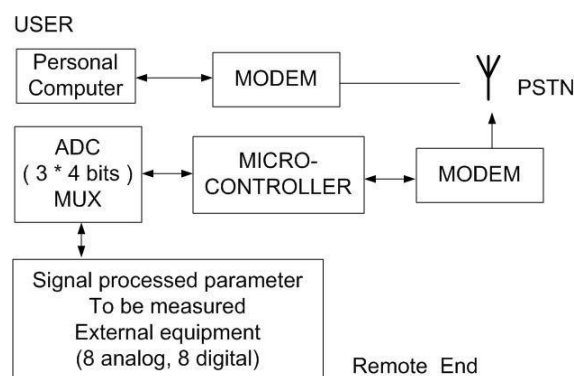 USER
Personal
Computer
MODEM
PSTN
ADC
( 3 * 4 bits )
MUX
MICRO-
CONTROLLER
MODEM
Signal processed parameter
To be measured
External equipment
(8 analog, 8 digital)
Remote End